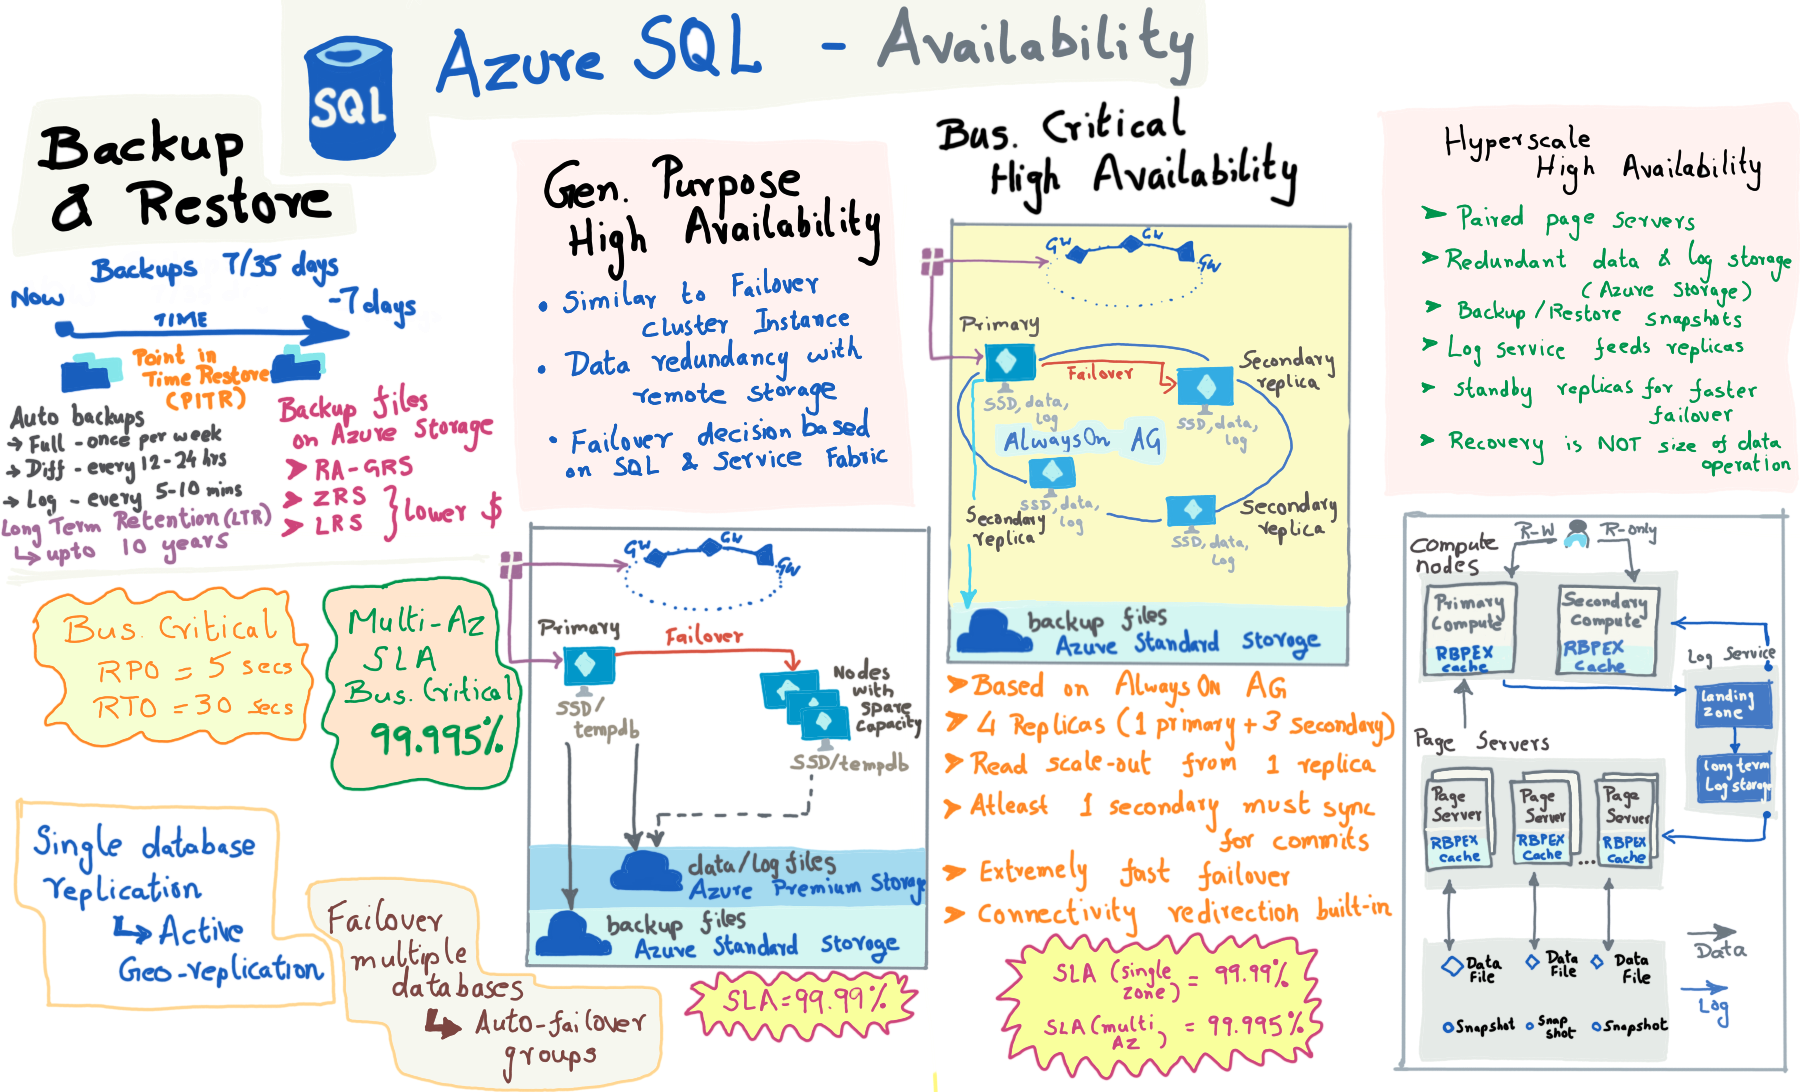 SQL
Azure SQL - Availability
Backup
& Restore
Backups 7/35 days
Now
-7 days
TIME
Point in
Time Restore
(PITR)
Auto backups
→ Full - once per week
→ Diff - every 12-24 hrs
→ Log - every 5-10 mins
Long Term Retention (LTR)
↳ upto 10 years
Backup files
on Azure Storage
➤ RA-GRS
➤ ZRS
➤ LRS
lower $
Bus. Critical
RPO = 5 secs
RTO = 30 secs
Multi-Az
SLA
Bus. Critical
99.995%
Single database
replication
↳ Active
Geo-replication
Failover
multiple
databases
↳ Auto-failover
groups
Gen. Purpose
High Availability
• Similar to Failover
Cluster Instance
• Data redundancy with
remote storage
• Failover decision based
on SQL & Service Fabric
GW
GW
GW
Primary
Failover
Nodes
with
spare
capacity
SSD/
tempdb
SSD/tempdb
data/log files
Azure Premium Storage
backup files
Azure Standard Storage
SLA=99.99%
Bus. Critical
High Availability
GW
GW
GW
Primary
Failover
Secondary
replica
SSD, data,
log
SSD, data,
log
AlwaysOn AG
SSD, data,
log
Secondary
replica
Secondary
replica
SSD, data,
log
backup files
Azure Standard Storage
➤ Based on Always ON AG
➤ 4 Replicas (1 primary + 3 secondary)
➤ Read scale-out from 1 replica
➤ Atleast 1 secondary must sync
for commits
➤ Extremely fast failover
➤ Connectivity redirection built-in
SLA (single zone) = 99.99%
SLA (multi AZ) = 99.995%
Hyperscale
High Availability
➤ Paired page servers
➤ Redundant data & log storage
(Azure Storage)
➤ Backup/Restore snapshots
➤ Log service feeds replicas
➤ Standby replicas for faster
failover
➤ Recovery is NOT size of data
operation
R-W
R-only
Compute
nodes
Primary
Compute
RBPEX
cache
Secondary
Compute
RBPEX
Cache
Log Service
landing
zone
long term
Log storage
Page Servers
Page
Server
RBPEX
cache
Page
Server
RBPEX
Cache
...
Page
Server
RBPEX
Cache
Data
File
Data
File
Data
File
Snapshot
Snap
shot
Snapshot
Data
Log